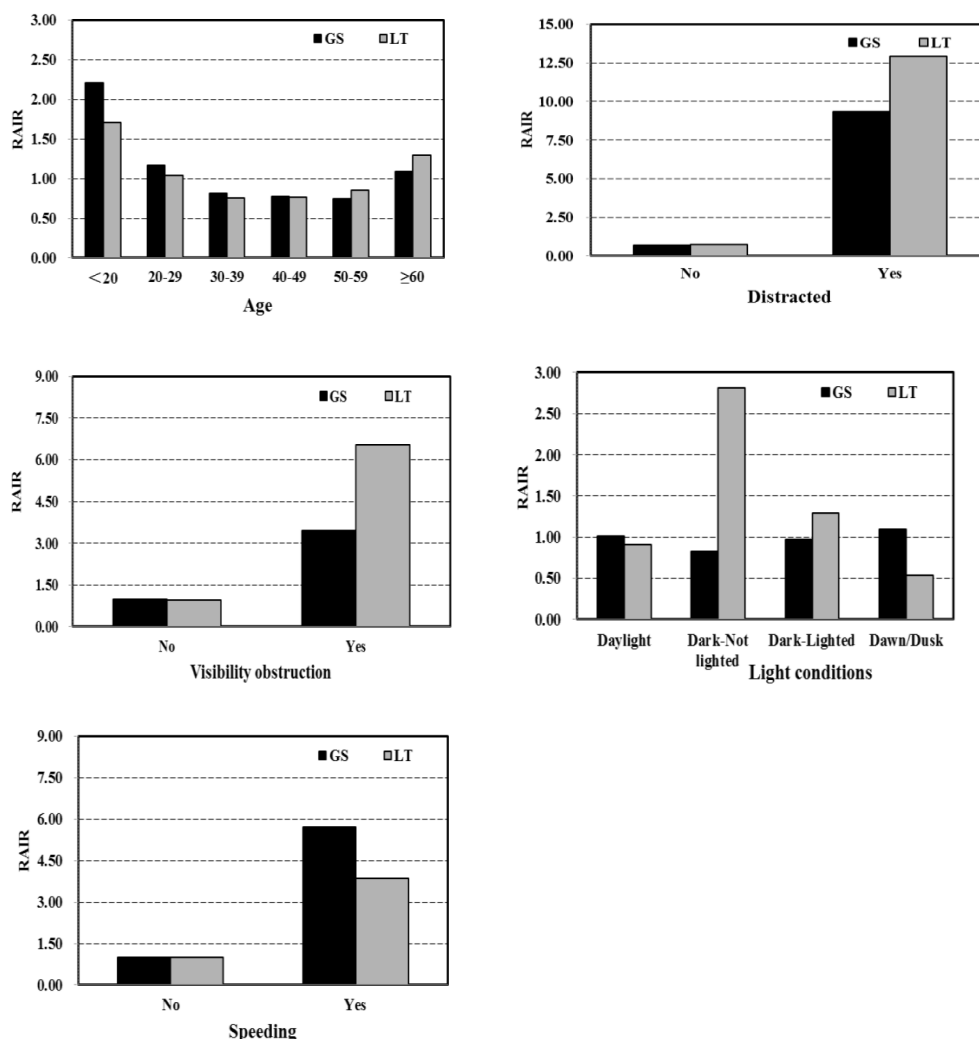 3.00
2.50
2.00
1.50
1.00
0.50
0.00
RAIR
GS LT
<20 20-29 30-39 40-49 50-59 ≥60
Age
15.00
12.50
10.00
7.50
5.00
2.50
0.00
RAIR
GS LT
No Yes
Distracted
9.00
7.50
6.00
4.50
3.00
1.50
0.00
RAIR
GS LT
No Yes
Visibility obstruction
3.00
2.50
2.00
1.50
1.00
0.50
0.00
RAIR
GS LT
Daylight Dark-Not Dark-Lighted Dawn/Dusk
lighted
Light conditions
9.00
7.50
6.00
4.50
3.00
1.50
0.00
RAIR
GS LT
No Yes
Speeding